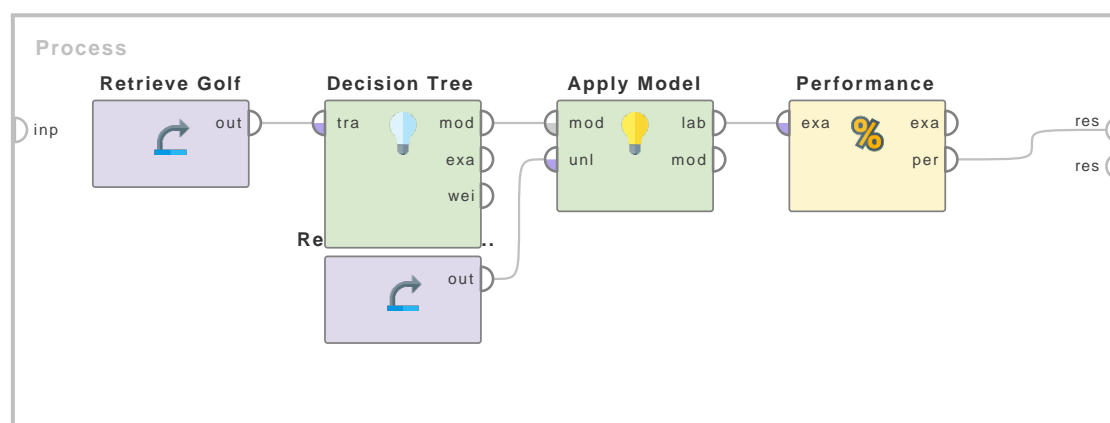 Process
Retrieve Golf
Decision Tree
Apply Model
Performance
inp
out
tra
mod
exa
wei
mod
unl
lab
mod
exa
exa
per
res
res
Re
..
out
%